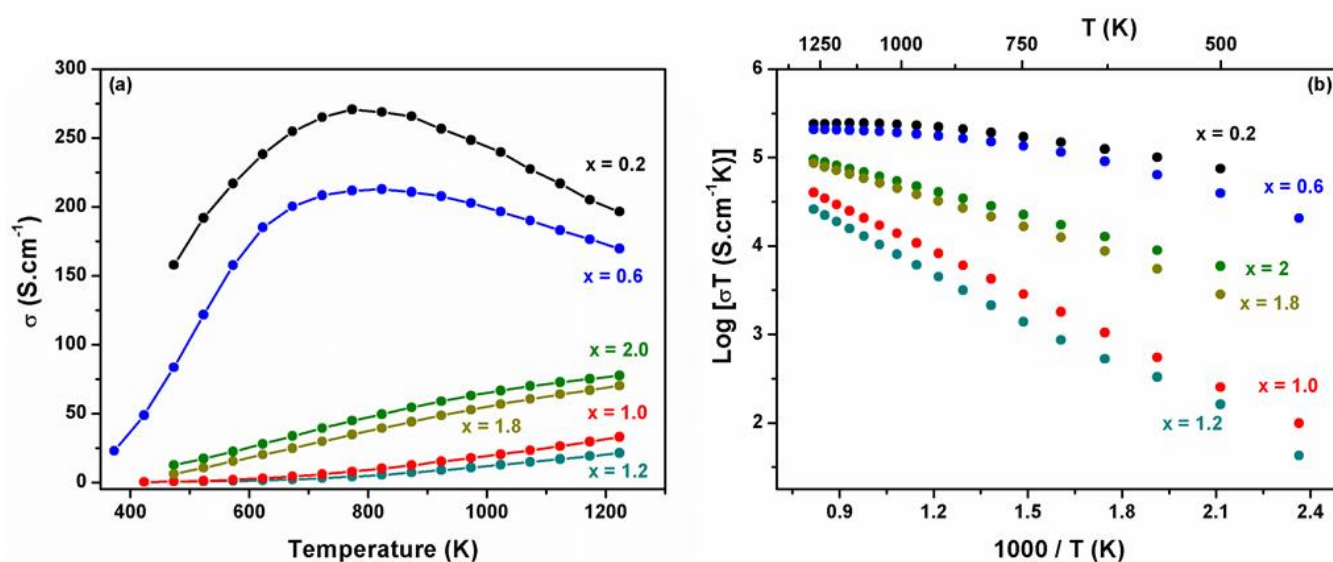 (a)
300
250
200
150
100
50
0
σ (S.cm⁻¹)
x = 0.2
x = 0.6
x = 2.0
x = 1.8
x = 1.0
x = 1.2
400 600 800 1000 1200
Temperature (K)
T (K)
1250 1000 750 500
(b)
6
5
4
3
2
Log [σT (S.cm⁻¹K)]
x = 0.2
x = 0.6
x = 2
x = 1.8
x = 1.0
x = 1.2
0.9 1.2 1.5 1.8 2.1 2.4
1000 / T (K)